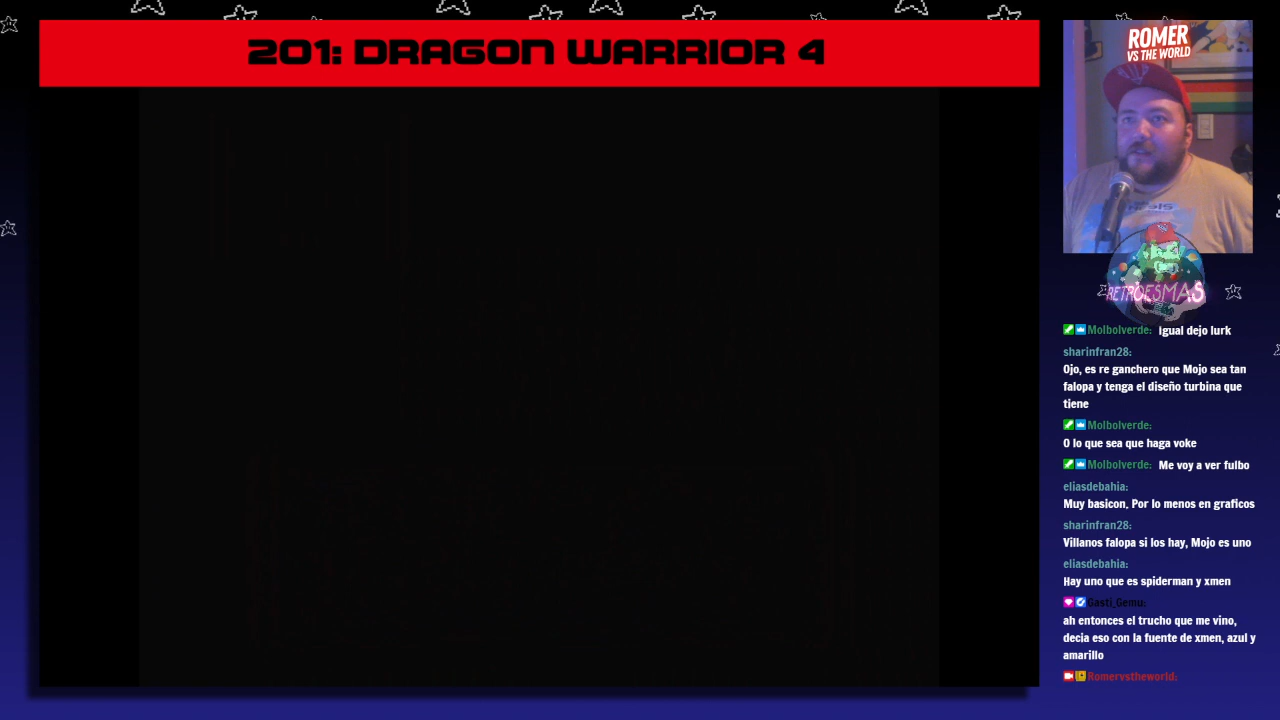 201: DRAGON WARRIOR 4
ROMER
VS THE WORLD
RETROESMAS
Molbolverde: Igual dejo lurk
sharinfran28:
Ojo, es re ganchero que Mojo sea tan
falopa y tenga el diseño turbina que
tiene
Molbolverde:
O lo que sea que haga voke
Molbolverde: Me voy a ver fulbo
eliasdebahia:
Muy basicon, Por lo menos en graficos
sharinfran28:
Villanos falopa si los hay, Mojo es uno
eliasdebahia:
Hay uno que es spiderman y xmen
Gasti_Gemu:
ah entonces el trucho que me vino,
decia eso con la fuente de xmen, azul y
amarillo
Romervstheworld: